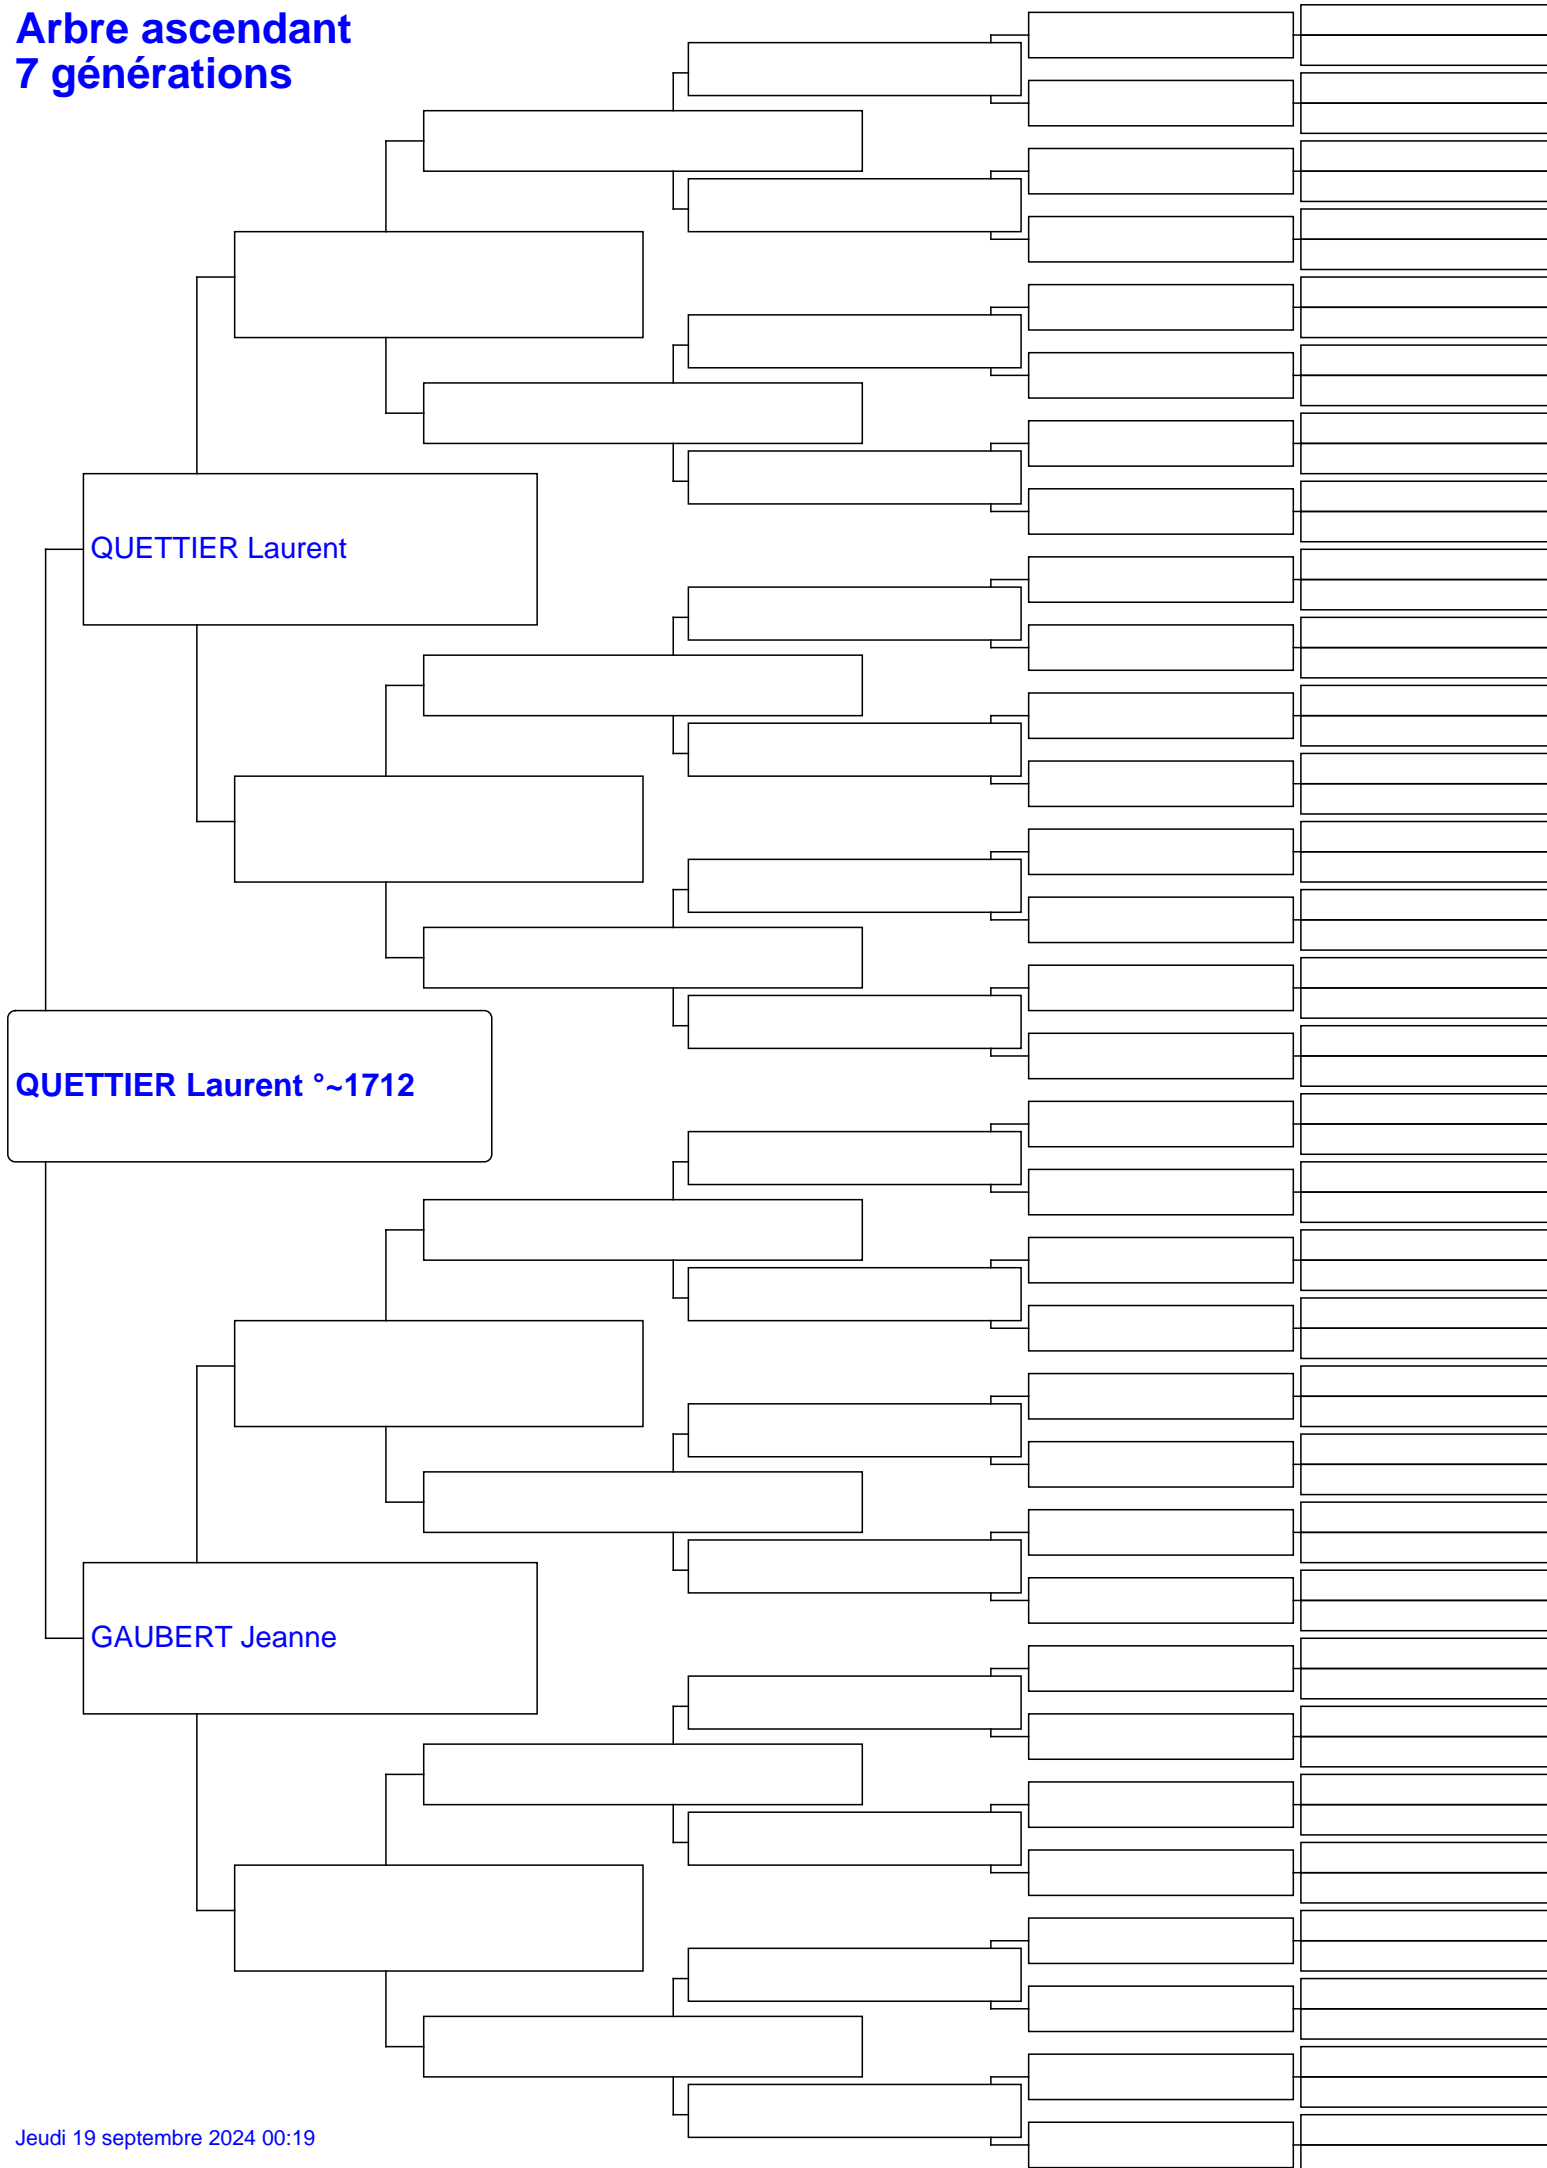 Arbre ascendant
7 générations
QUETTIER Laurent
QUETTIER Laurent °~1712
GAUBERT Jeanne
Jeudi 19 septembre 2024 00:19